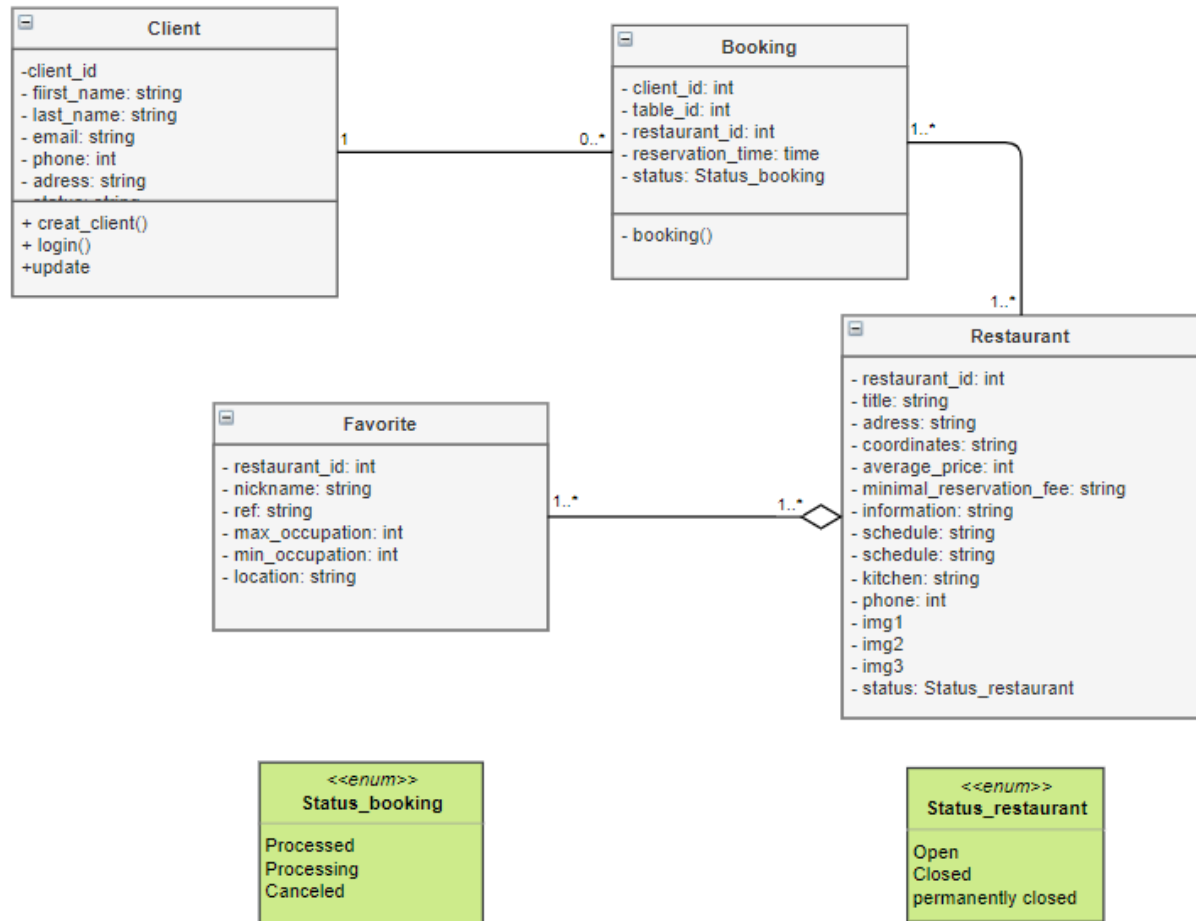 Client
-client_id
- fiirst_name: string
- last_name: string
- email: string
- phone: int
- adress: string
- status: string
+ creat_client()
+ login()
+update
1
0..*
Booking
- client_id: int
- table_id: int
- restaurant_id: int
- reservation_time: time
- status: Status_booking
- booking()
1..*
1..*
Restaurant
- restaurant_id: int
- title: string
- adress: string
- coordinates: string
- average_price: int
- minimal_reservation_fee: string
- information: string
- schedule: string
- schedule: string
- kitchen: string
- phone: int
- img1
- img2
- img3
- status: Status_restaurant
Favorite
- restaurant_id: int
- nickname: string
- ref: string
- max_occupation: int
- min_occupation: int
- location: string
1..*
1..*
<<enum>>
Status_booking
Processed
Processing
Canceled
<<enum>>
Status_restaurant
Open
Closed
permanently closed